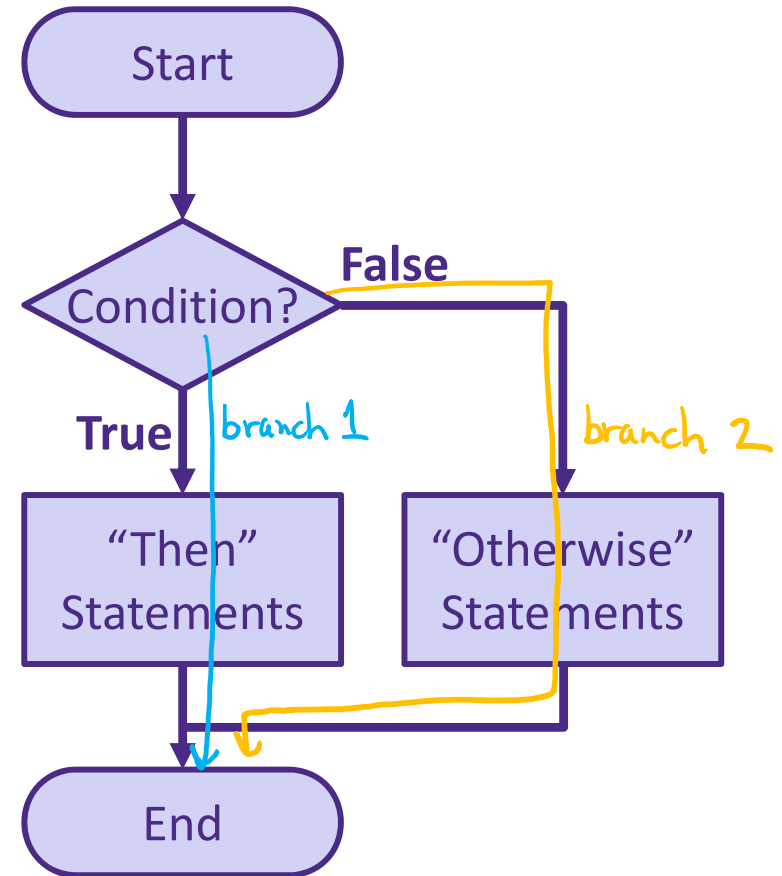 Start
Condition?
False
True
branch 1
branch 2
“Then”
Statements
“Otherwise”
Statements
End